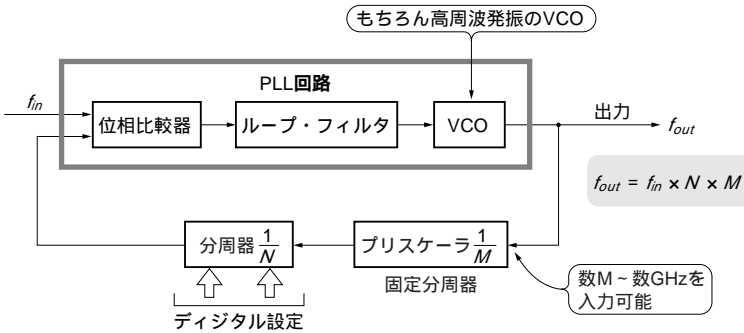 もちろん高周波発振のVCO
PLL回路
fin
位相比較器
ループ・フィルタ
VCO
出力
fout
fout = fin × N × M
分周器 1/N
プリスケーラ 1/M
固定分周器
数M～数GHzを
入力可能
ディジタル設定